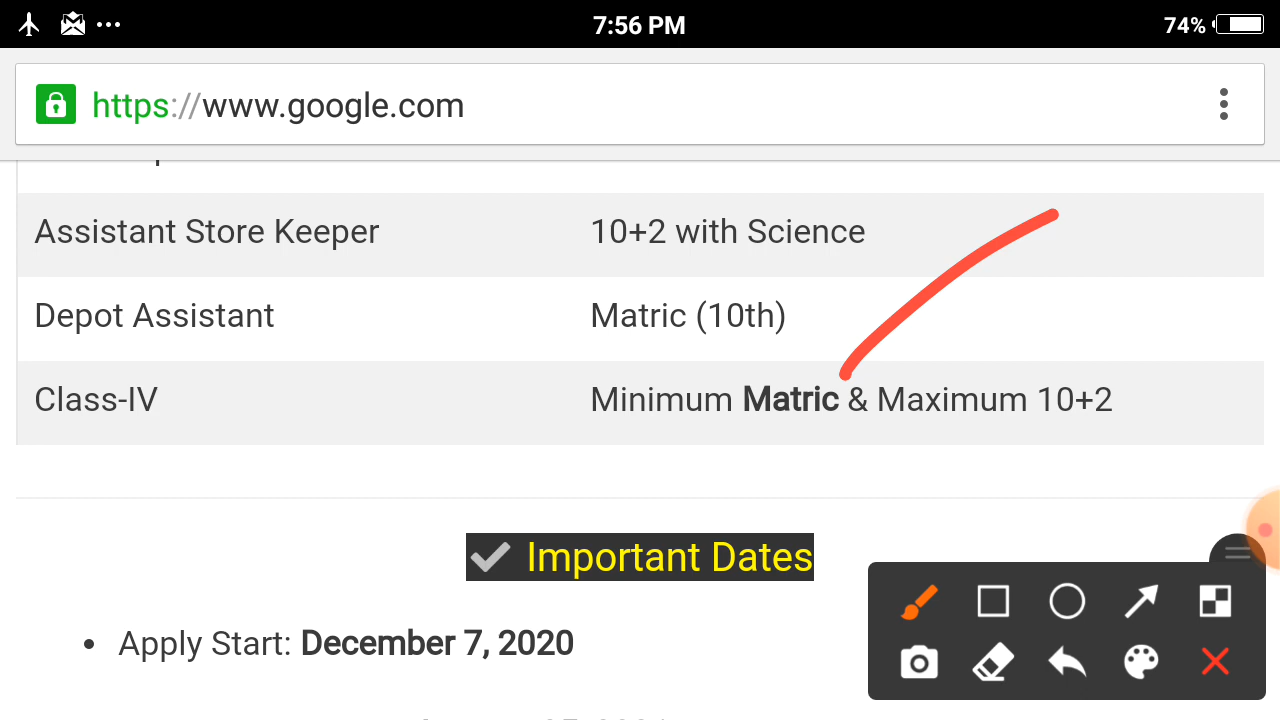 7:56 PM
74%
https://www.google.com
Assistant Store Keeper 10+2 with Science
Depot Assistant Matric (10th)
Class-IV Minimum Matric & Maximum 10+2
Important Dates
• Apply Start: December 7, 2020